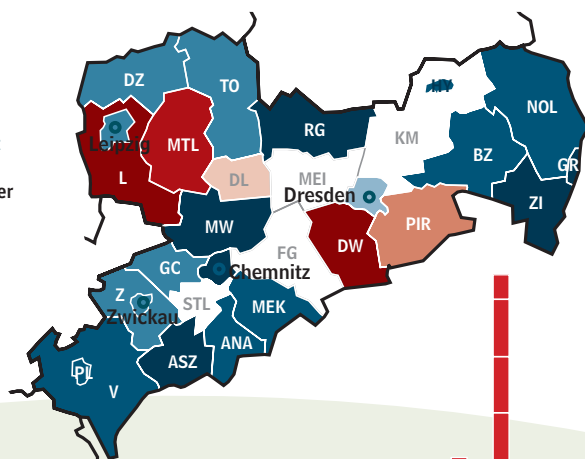 DZ
TO
HY
NOL
RG
KM
Leipzig
MTL
BZ
GR
L
DL
MEI
er
Dresden
ZI
MW
PIR
DW
FG
GC
Chemnitz
Z
STL
MEK
Zwickau
ANA
ASZ
PL
V